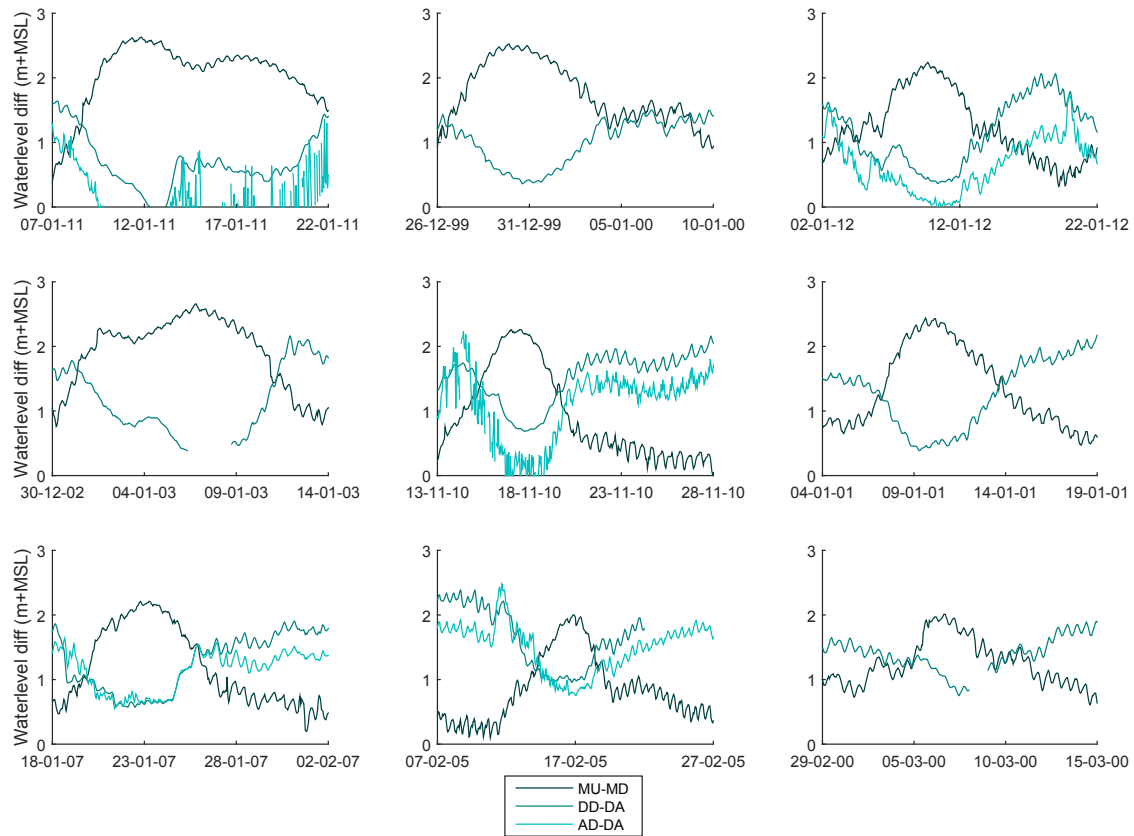 Waterlevel diff (m+MSL)
3
2
1
0
07-01-11 12-01-11 17-01-11 22-01-11
3
2
1
0
26-12-99 31-12-99 05-01-00 10-01-00
3
2
1
0
02-01-12 12-01-12 22-01-12
Waterlevel diff (m+MSL)
3
2
1
0
30-12-02 04-01-03 09-01-03 14-01-03
3
2
1
0
13-11-10 18-11-10 23-11-10 28-11-10
3
2
1
0
04-01-01 09-01-01 14-01-01 19-01-01
Waterlevel diff (m+MSL)
3
2
1
0
18-01-07 23-01-07 28-01-07 02-02-07
3
2
1
0
07-02-05 17-02-05 27-02-05
3
2
1
0
29-02-00 05-03-00 10-03-00 15-03-00
MU-MD
DD-DA
AD-DA